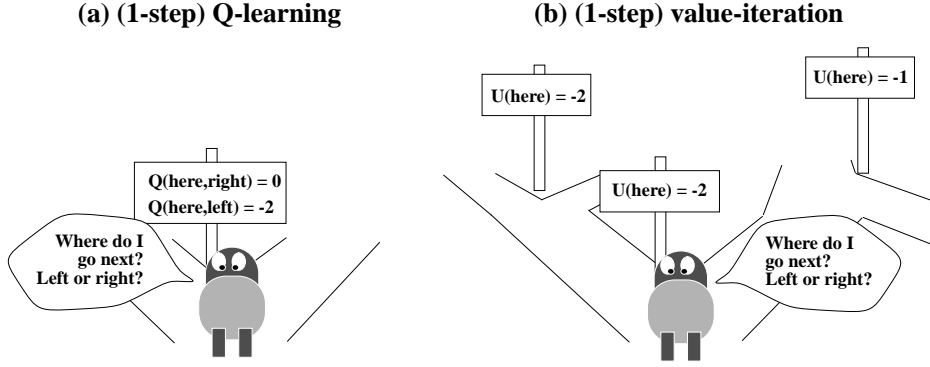 (a) (1-step) Q-learning
Q(here,right) = 0
Q(here,left) = -2
Where do I
go next?
Left or right?
(b) (1-step) value-iteration
U(here) = -2
U(here) = -1
U(here) = -2
Where do I
go next?
Left or right?